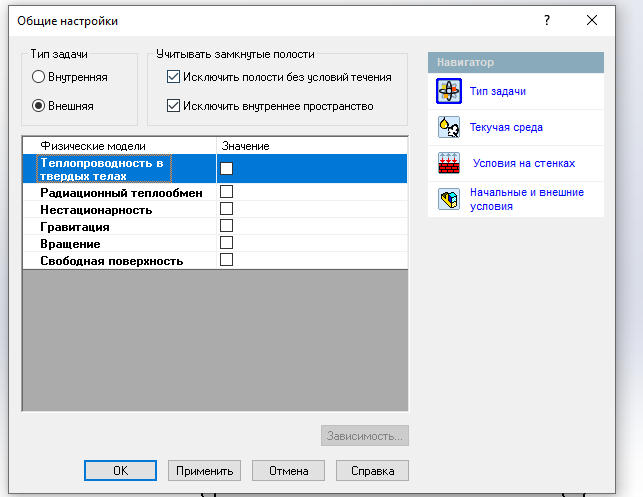 Общие настройки
?
Тип задачи
Внутренняя
Внешняя
Учитывать замкнутые полости
Исключить полости без условий течения
Исключить внутреннее пространство
Физические модели Значение
Теплопроводность в
твердых телах
Радиационный теплообмен
Нестационарность
Гравитация
Вращение
Свободная поверхность
Навигатор
Тип задачи
Текучая среда
Условия на стенках
Начальные и внешние
условия
Зависимость...
OK Применить Отмена Справка